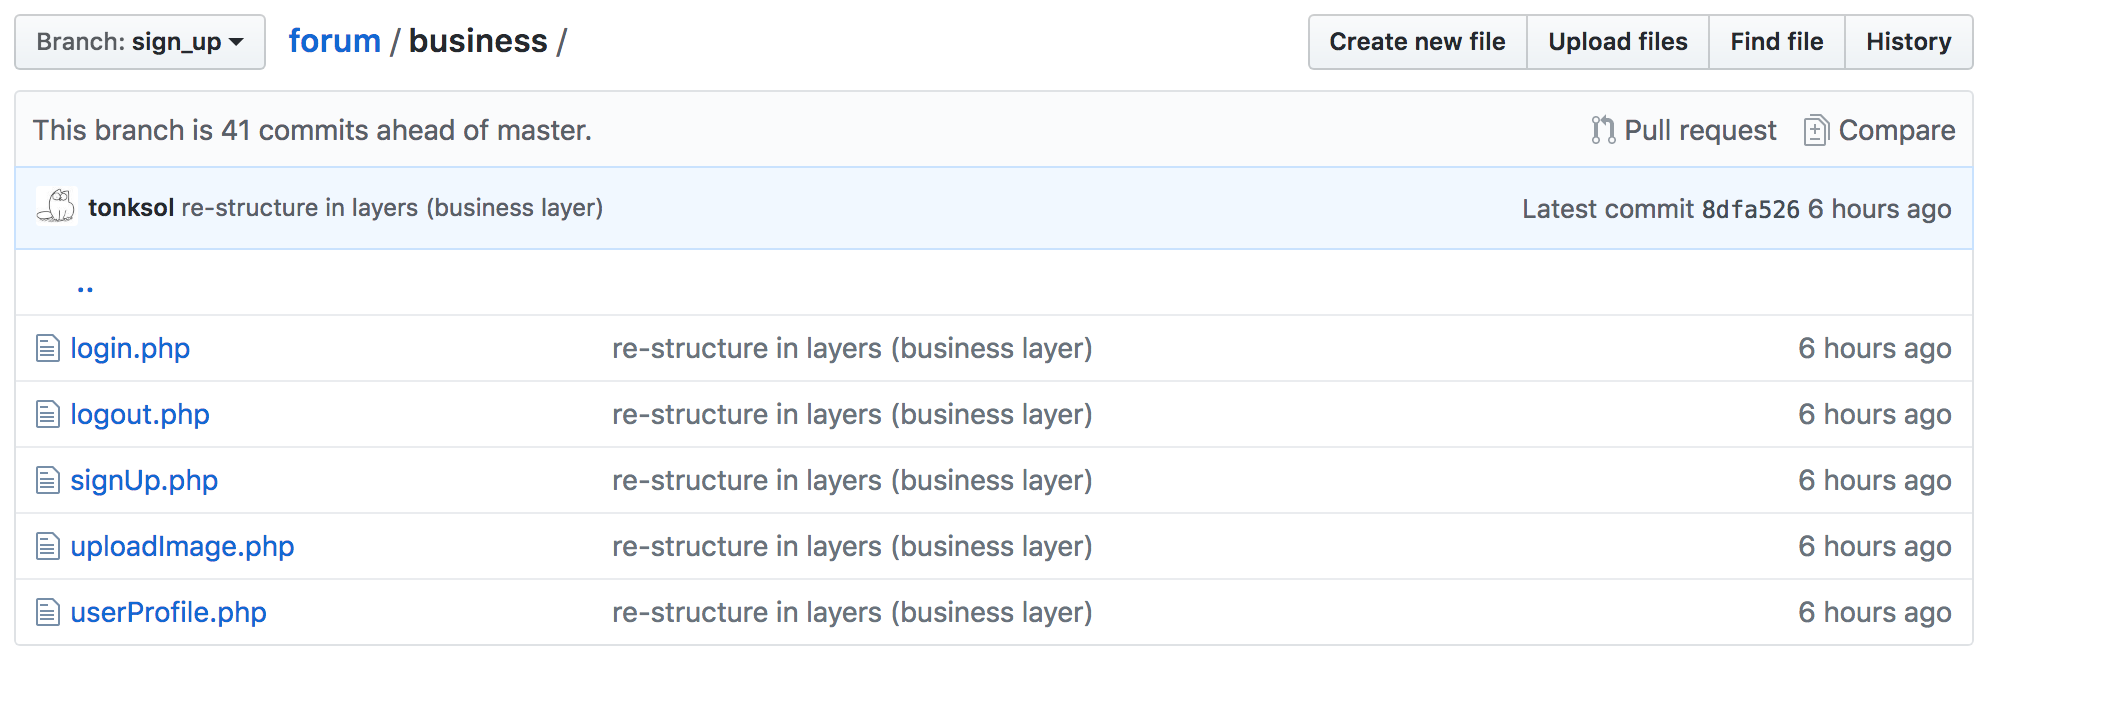 Branch: sign_up forum / business / Create new file Upload files Find file History
This branch is 41 commits ahead of master. Pull request Compare
tonksol re-structure in layers (business layer) Latest commit 8dfa526 6 hours ago
..
login.php re-structure in layers (business layer) 6 hours ago
logout.php re-structure in layers (business layer) 6 hours ago
signUp.php re-structure in layers (business layer) 6 hours ago
uploadImage.php re-structure in layers (business layer) 6 hours ago
userProfile.php re-structure in layers (business layer) 6 hours ago